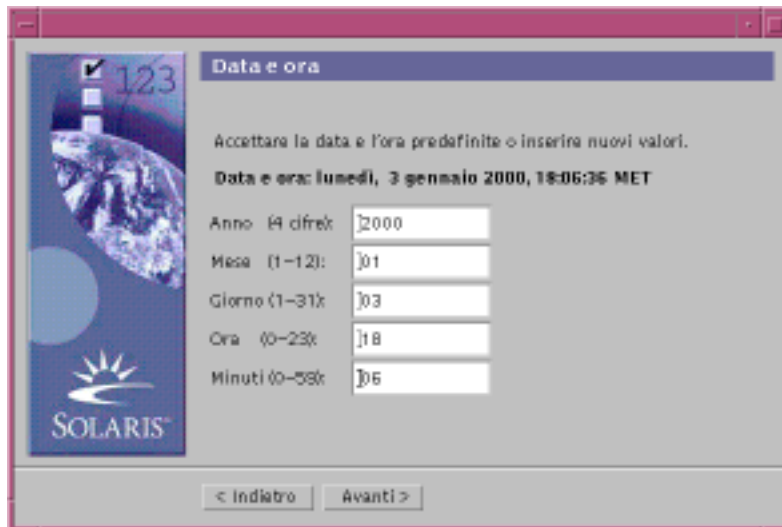 123
Data e ora
Accettare la data e l'ora predefinite o inserire nuovi valori.
Data e ora: lunedì, 3 gennaio 2000, 18:06:36 MET
Anno (4 cifre): 2000
Mese (1-12): 01
Giorno (1-31): 03
Ora (0-23): 18
Minuti (0-59): 06
SOLARIS™
< Indietro
Avanti >